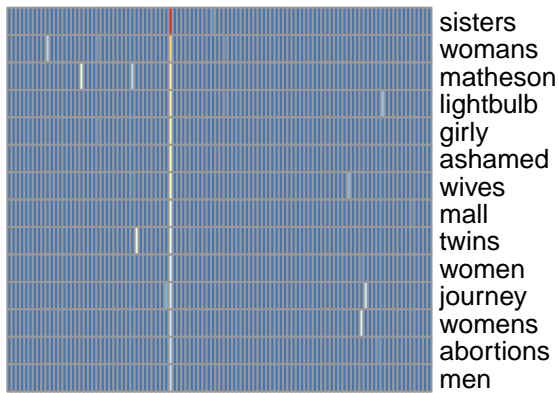 sisters
womans
matheson
lightbulb
girly
ashamed
wives
mall
twins
women
journey
womens
abortions
men